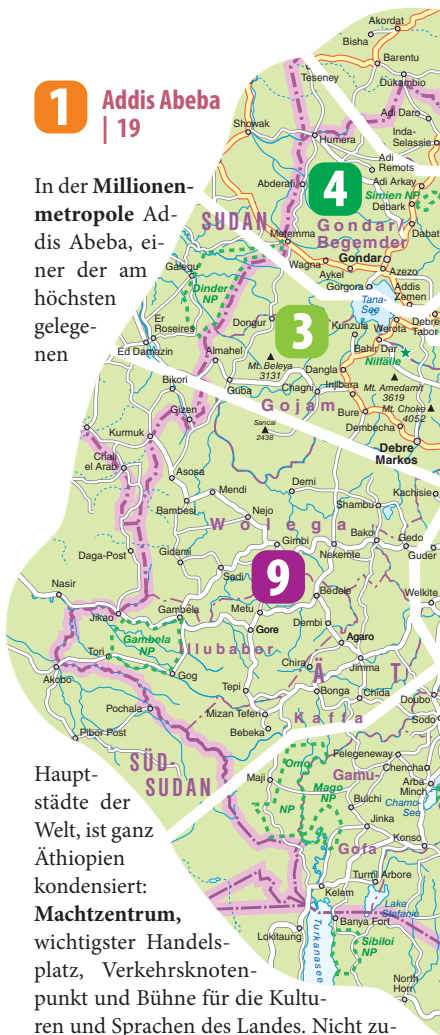 1
Addis Abeba
| 19
In der Millionen-
metropole Ad-
dis Abeba, ei-
ner der am
höchsten
gelege-
nen
Haupt-
städte der
Welt, ist ganz
Äthiopien
kondensiert:
Machtzentrum,
wichtigster Handels-
platz, Verkehrsknoten-
punkt und Bühne für die Kultu-
ren und Sprachen des Landes. Nicht zu-
Akordat
Bisha
Barentu
Teseney
Dukambio
Adi Daro
Showak
Humera
Inda-
Selassie
Adi
Remots
Abderafi
4
Adi Arkay
Simien NP
Debark
SUDAN
Gondar/
Begemder
Dabat
Metemma
Wagna
Gondar
Galegu
Aykel
Azezo
Gorgora
Addis
Zemen
Dinder
NP
Tana-
See
Er
Roseires
Dongur
3
Kunzula
Werota
Debre
Tabor
Ed Damazin
Almahel
Bahir Dar
Mt. Beleya
3131
Dangla
Nilfälle
Bikori
Guba
Chagni
Injibara
Mt. Amedamit
3619
Gizen
Gojam
Bure
Mt. Choke
4052
Kurmuk
Sancai
2438
Dembecha
Debre
Markos
Chali
el Arab
Asosa
Mendi
Demi
Kachisie
Bambesi
Nejo
Shambu
Wolega
Daga-Post
Gidami
Gimbi
Bako
Gedo
Nekemte
Guder
Nasir
Sadi
9
Bedele
Welkite
Jikao
Gambela
Metu
Gambela
NP
Gore
Dembi
Agaro
Tori
Illubabor
Gog
Chira
Jimma
Akobo
Tepi
Ä T
Bonga
Chida
Doubo
Pochala
Mizan Teferi
Kaffa
Sodo
Pibor Post
Bebeka
SÜD-
SUDAN
Felegeneway
Maji
Omo
NP
Gamu-
Chencha
Mago
NP
Arba
Minch
Bulchi
Chamo-
See
Jinka
Konso
Gofa
Turmi
Arbore
Kelem
Lake
Stefanie
Banya Fort
Lokitaung
Turkanasee
Sibiloi
NP
North
Horr